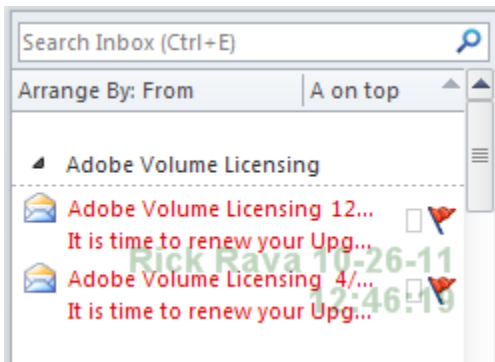 Search Inbox (Ctrl+E)
Arrange By: From A on top
Adobe Volume Licensing
Adobe Volume Licensing 12...
It is time to renew your Upg...
Adobe Volume Licensing 4/...
It is time to renew your Upg...
Rick Rava 10-26-11
12:46:19